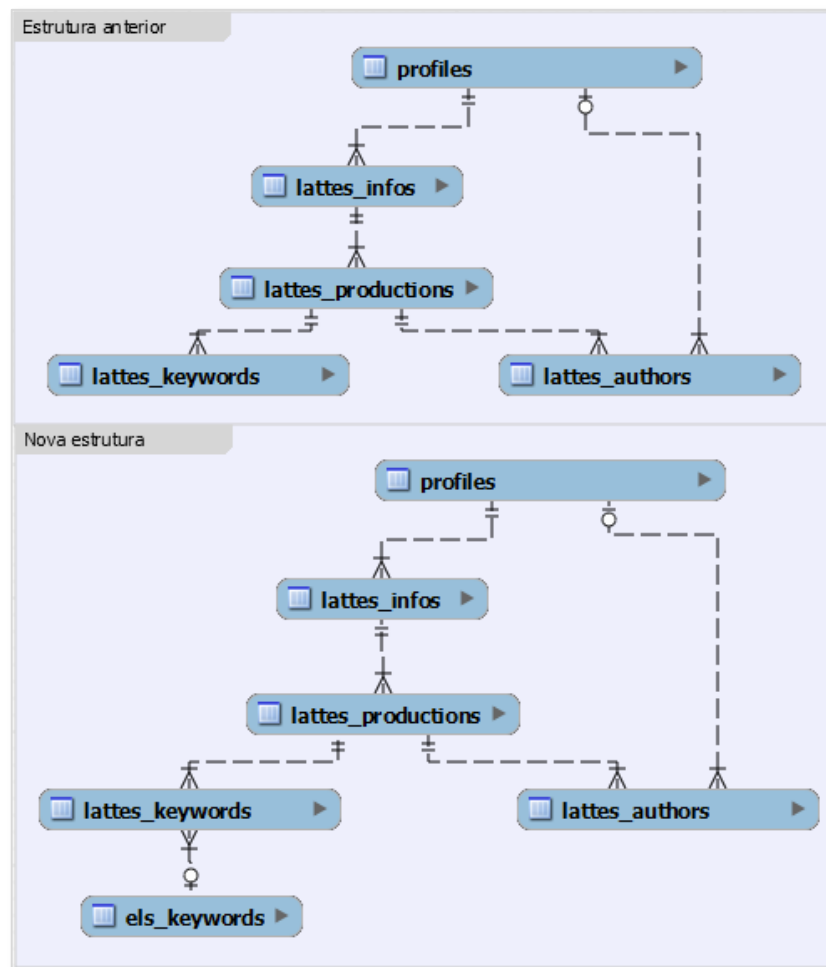 Estrutura anterior
profiles
lattes_infos
lattes_productions
lattes_keywords
lattes_authors
Nova estrutura
profiles
lattes_infos
lattes_productions
lattes_keywords
lattes_authors
els_keywords